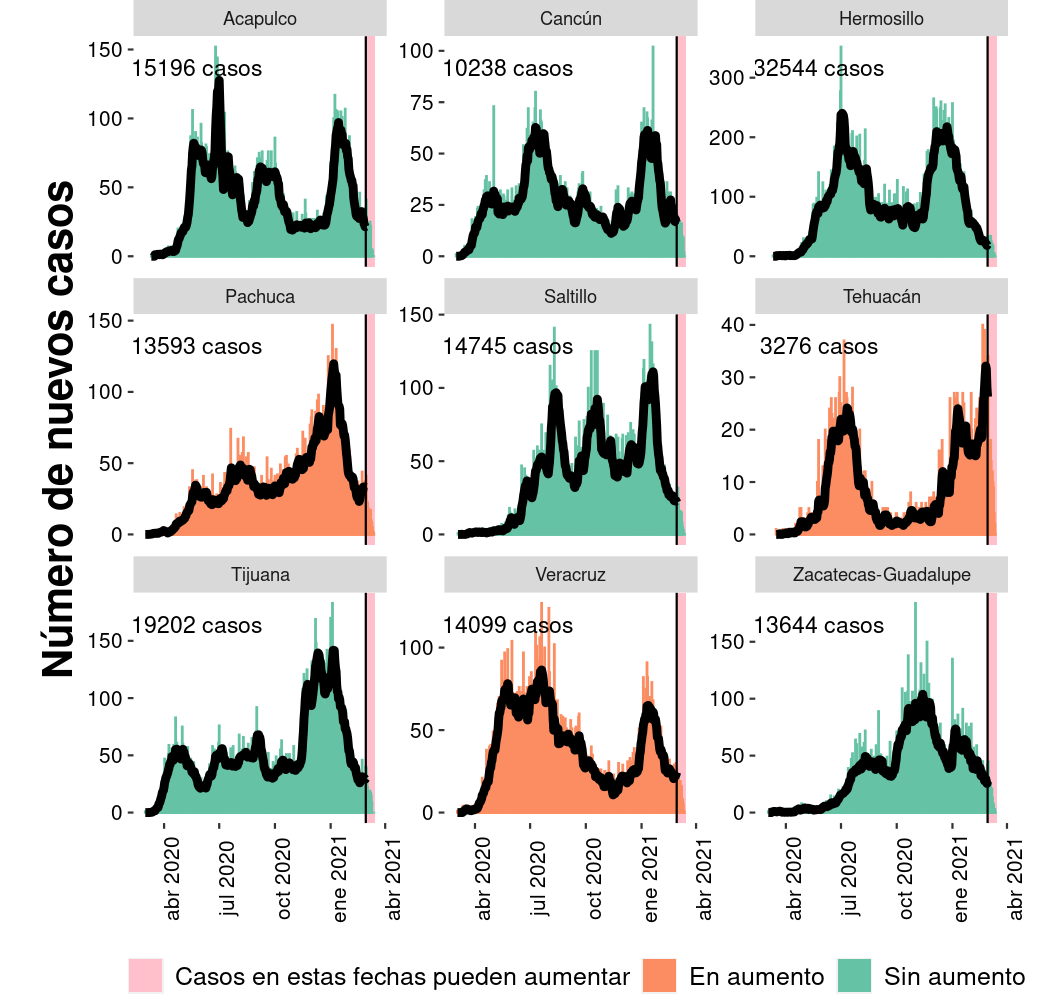 Número de nuevos casos
Acapulco
15196 casos
150
100
50
0
Cancún
10238 casos
100
75
50
25
0
Hermosillo
32544 casos
300
200
100
0
Pachuca
13593 casos
150
100
50
0
Saltillo
14745 casos
150
100
50
0
Tehuacán
3276 casos
40
30
20
10
0
Tijuana
19202 casos
150
100
50
0
Veracruz
14099 casos
100
50
0
Zacatecas-Guadalupe
13644 casos
150
100
50
0
abr 2020
jul 2020
oct 2020
ene 2021
abr 2021
abr 2020
jul 2020
oct 2020
ene 2021
abr 2021
abr 2020
jul 2020
oct 2020
ene 2021
abr 2021
Casos en estas fechas pueden aumentar
En aumento
Sin aumento